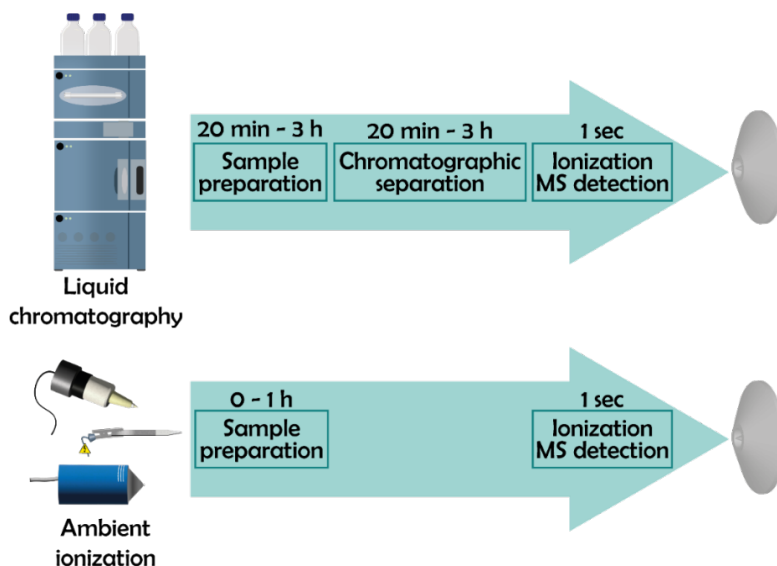 20 min - 3 h
20 min - 3 h
1 sec
Sample
preparation
Chromatographic
separation
Ionization
MS detection
Liquid
chromatography
0 - 1 h
1 sec
Sample
preparation
Ionization
MS detection
Ambient
ionization